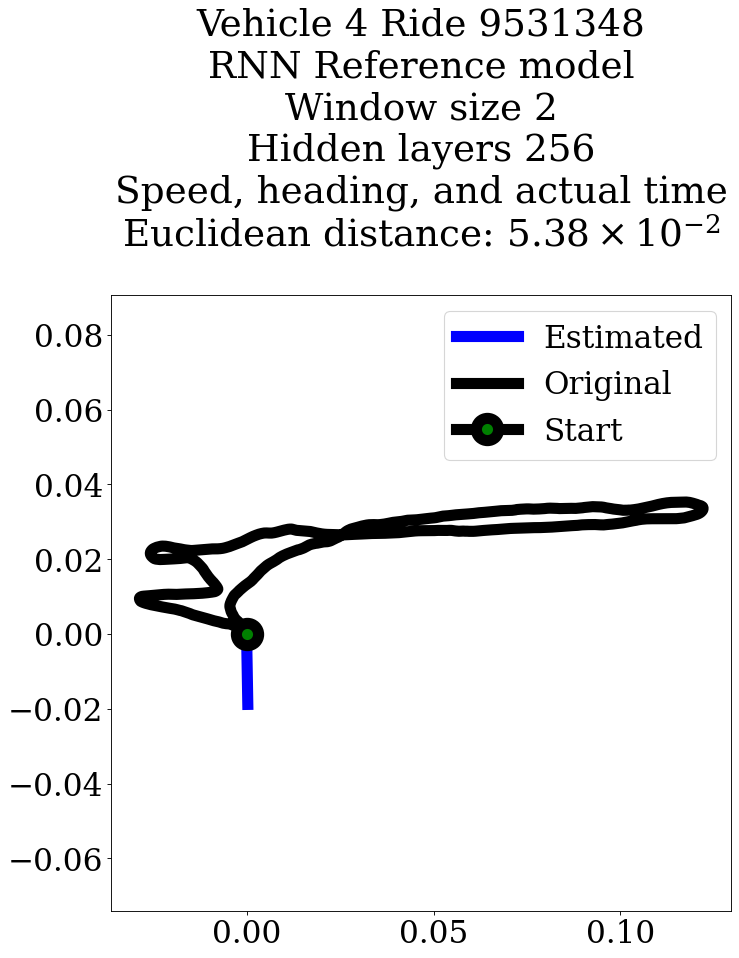 Vehicle 4 Ride 9531348
RNN Reference model
Window size 2
Hidden layers 256
Speed, heading, and actual time
Euclidean distance: 5.38 × 10⁻²
Estimated
Original
Start
0.08
0.06
0.04
0.02
0.00
−0.02
−0.04
−0.06
0.00 0.05 0.10